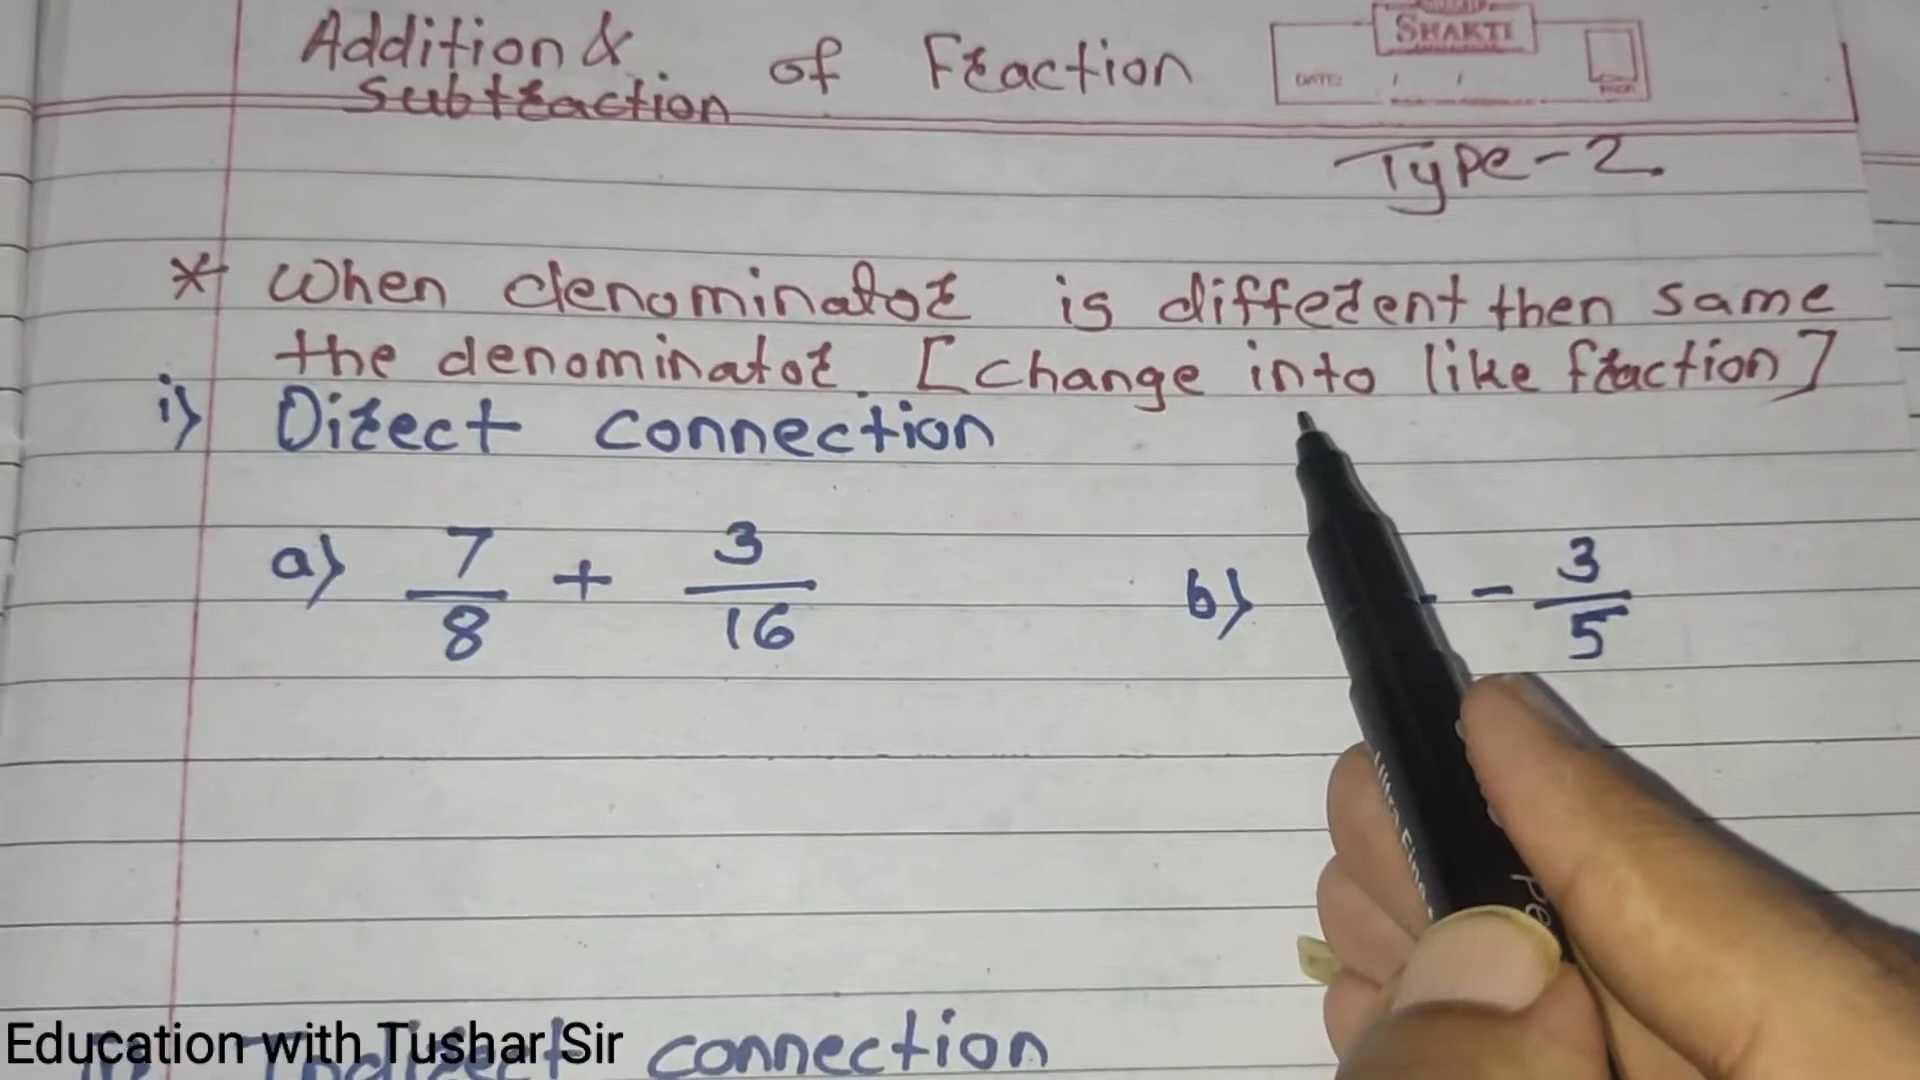 Addition &
Subtraction of Fraction
SHAKTI
DATE: / /
Type-2.
* When denominator is different then same
the denominator. [change into like fraction]
i) Direct connection
a) 7/8 + 3/16
b) - 3/5
Education with Tushar Sir
connection